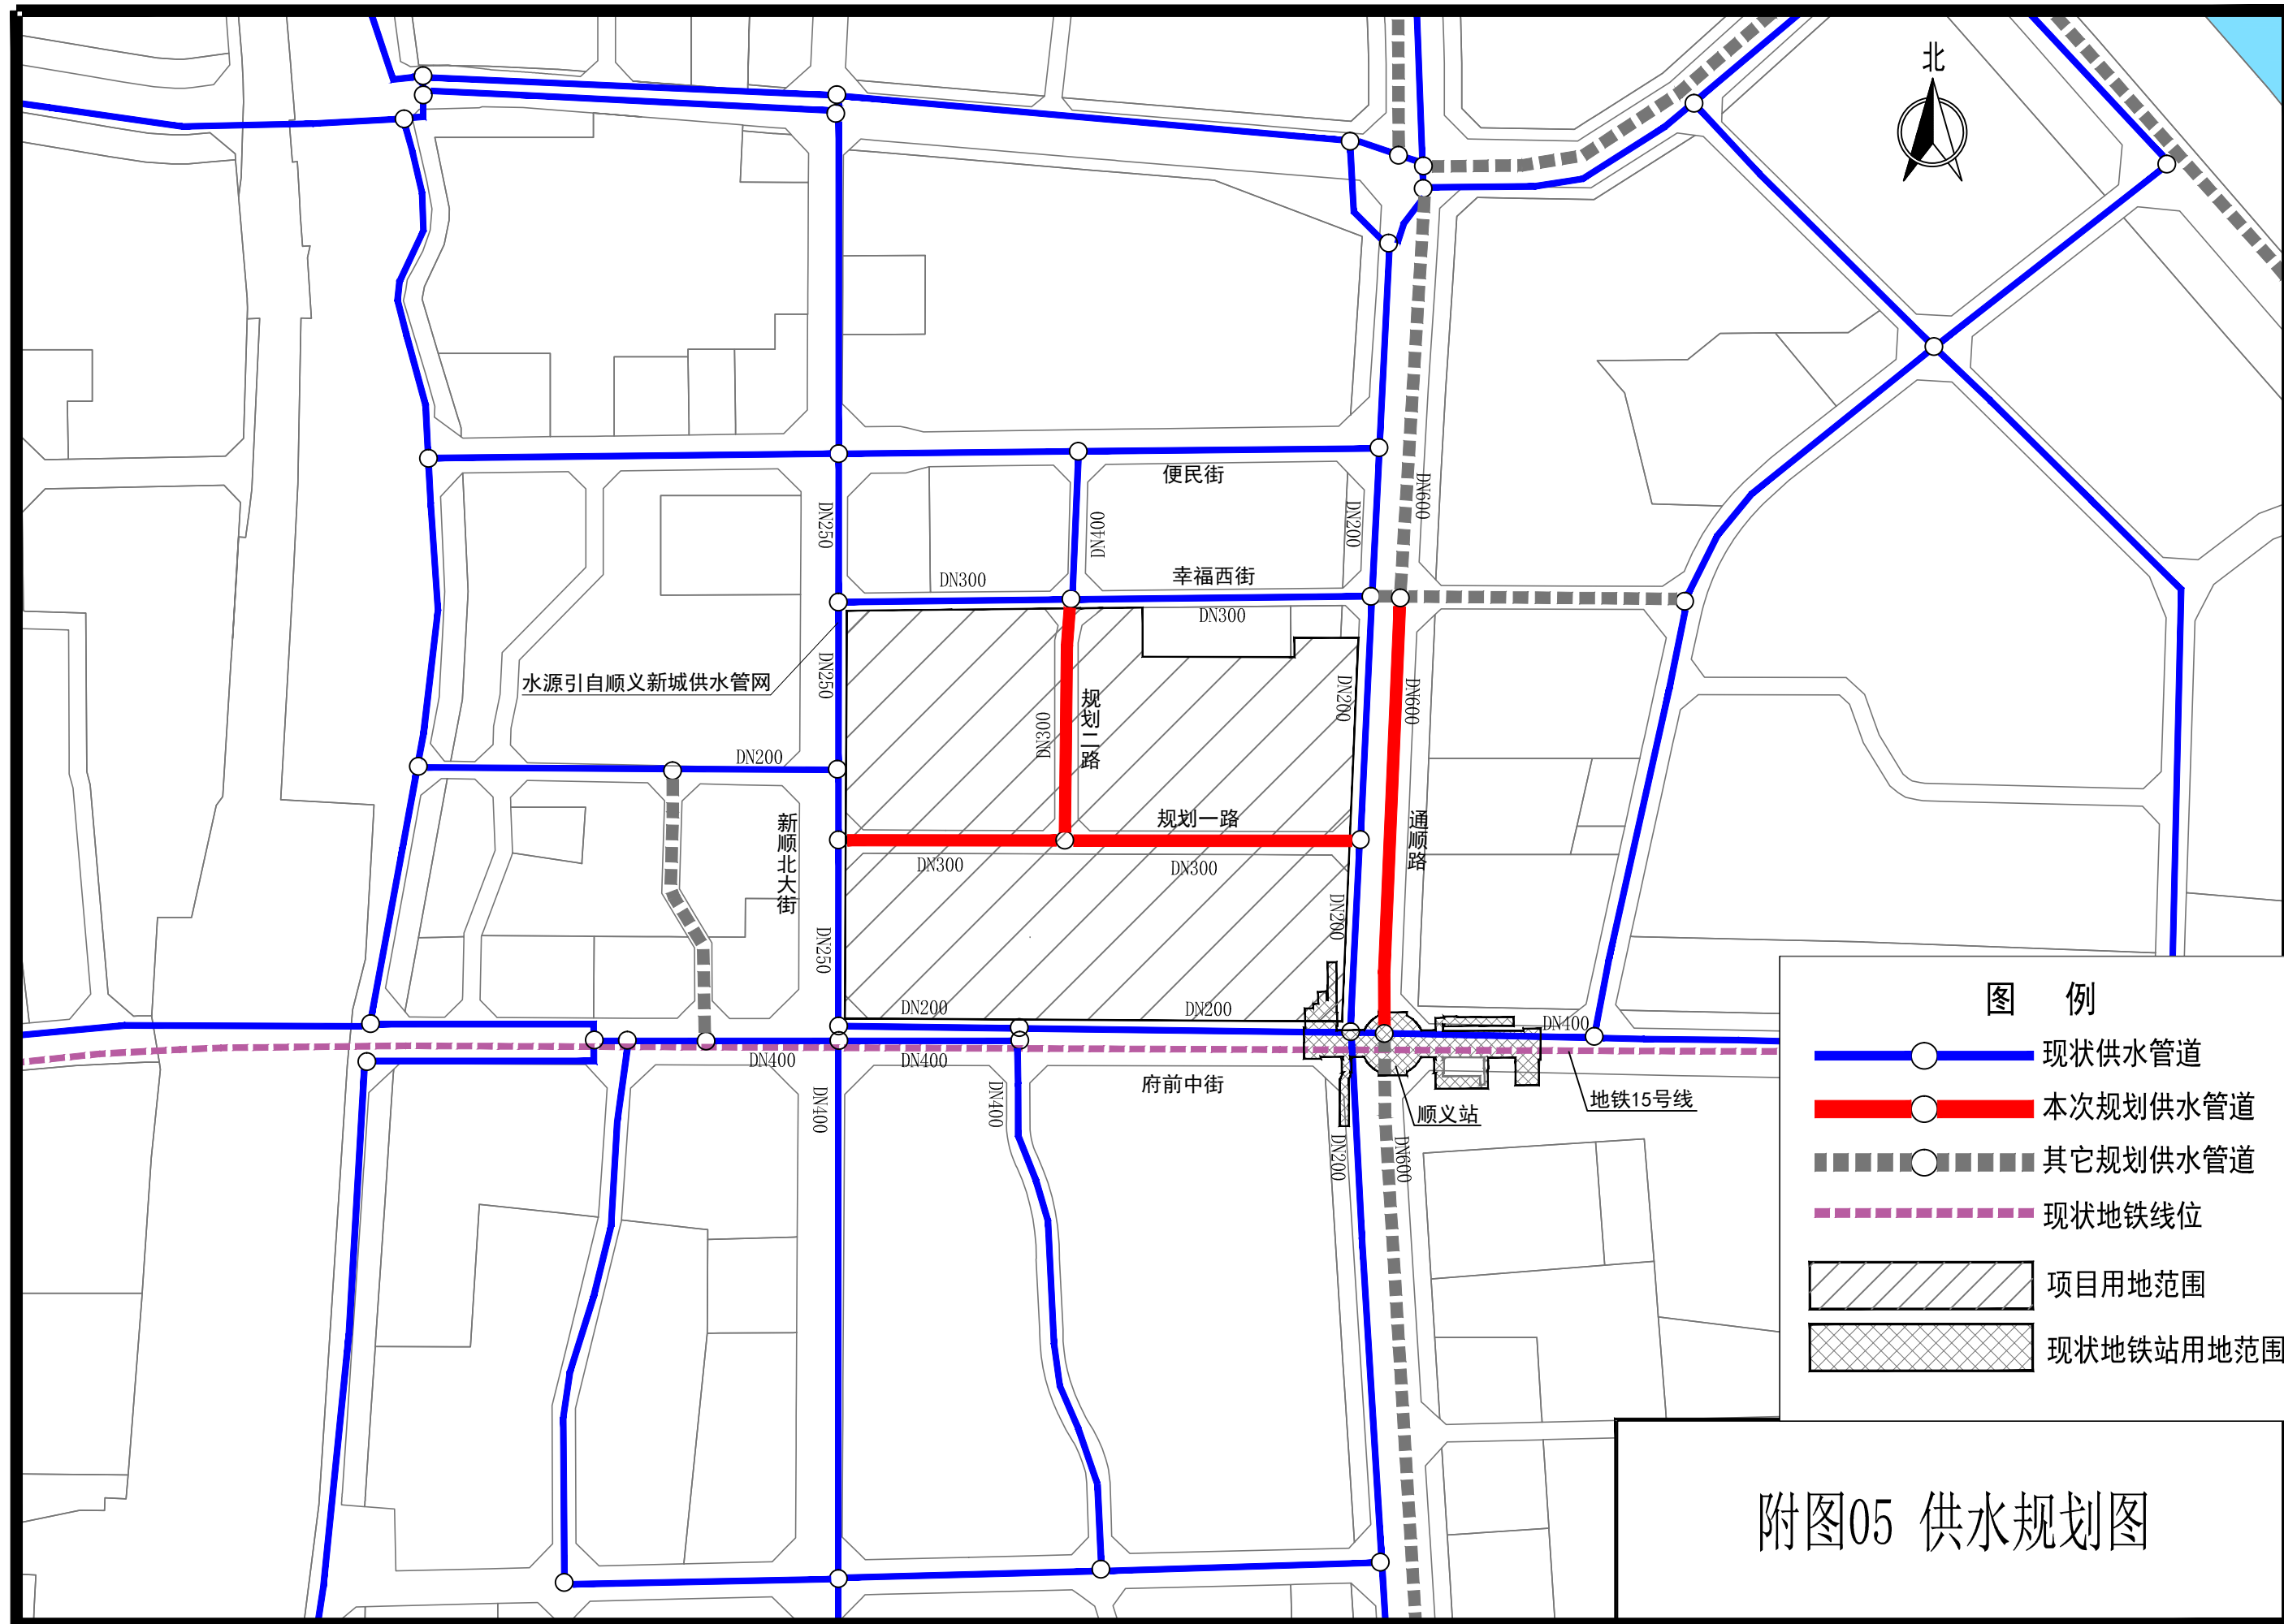 北
便民街
DN250
DN400
DN200
DN600
DN300
幸福西街
DN300
水源引自顺义新城供水管网
DN250
DN300
规划二路
DN200
DN600
DN200
规划一路
新顺北大街
通顺路
DN300
DN300
DN250
DN200
DN200
DN200
DN400
DN400
DN400
府前中街
DN400
DN400
顺义站
地铁15号线
DN200
DN600
图 例
现状供水管道
本次规划供水管道
其它规划供水管道
现状地铁线位
项目用地范围
现状地铁站用地范围
附图05 供水规划图